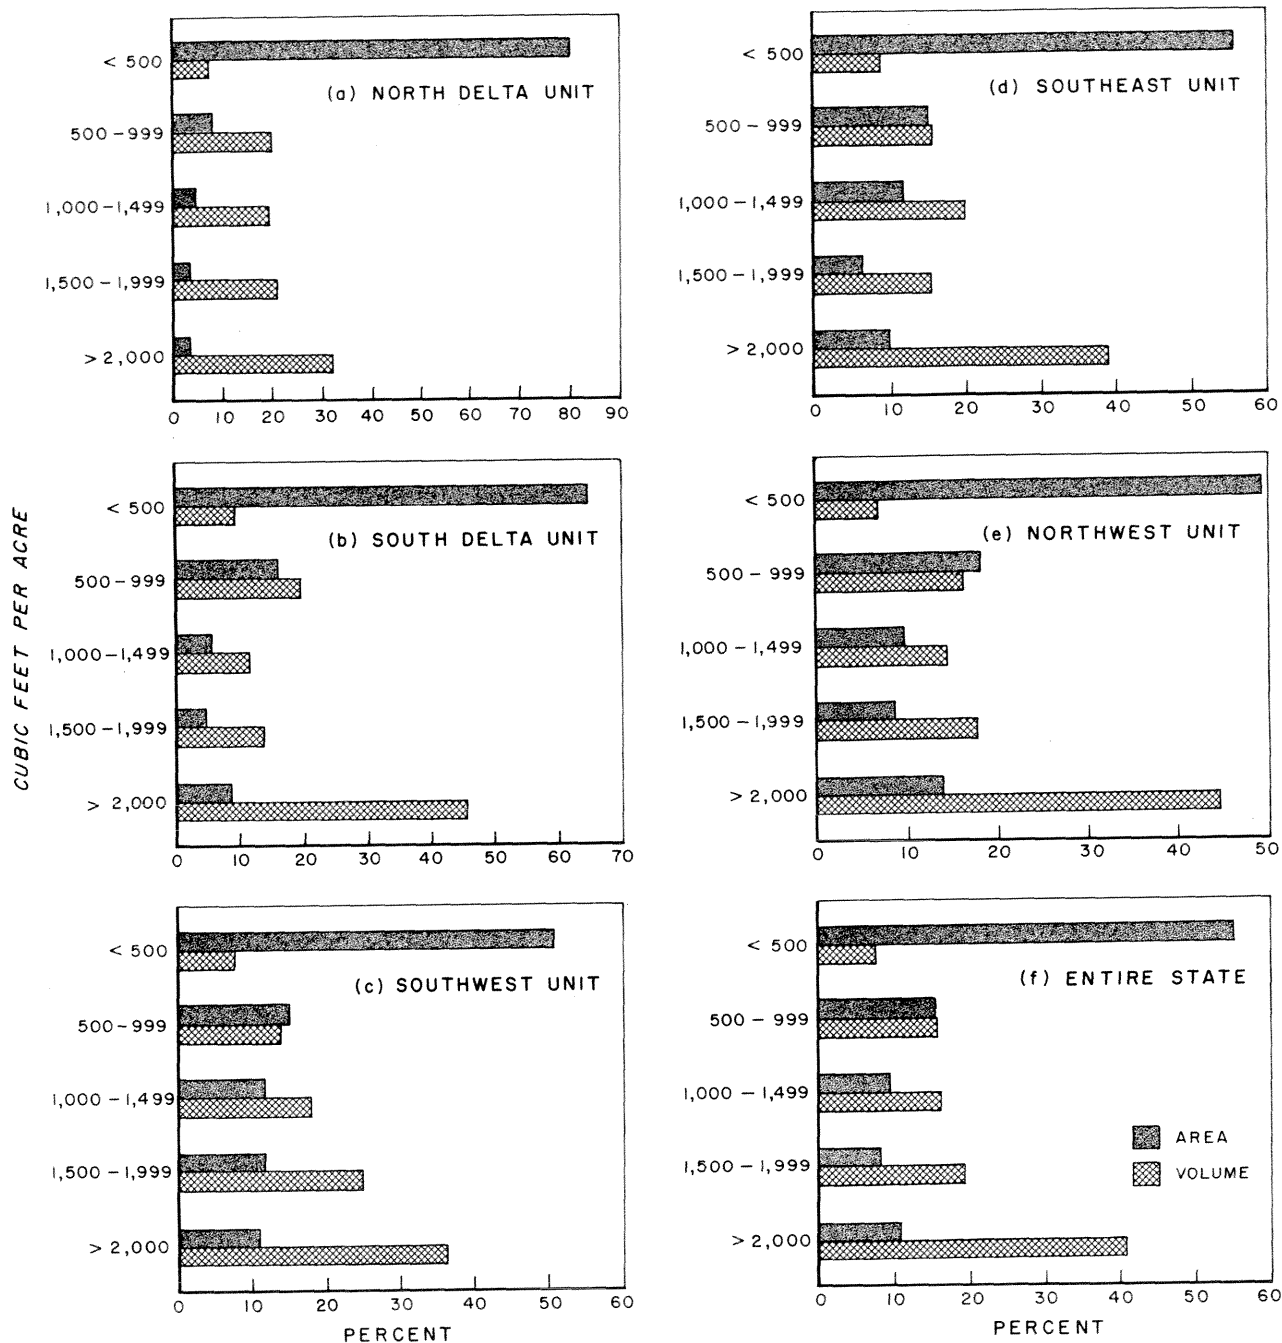 CUBIC FEET PER ACRE
(a) NORTH DELTA UNIT
< 500
500-999
1,000-1,499
1,500-1,999
> 2,000
0 10 20 30 40 50 60 70 80 90
(b) SOUTH DELTA UNIT
< 500
500-999
1,000-1,499
1,500-1,999
> 2,000
0 10 20 30 40 50 60 70
(c) SOUTHWEST UNIT
< 500
500-999
1,000-1,499
1,500-1,999
> 2,000
0 10 20 30 40 50 60
PERCENT
(d) SOUTHEAST UNIT
< 500
500-999
1,000-1,499
1,500-1,999
> 2,000
0 10 20 30 40 50 60
(e) NORTHWEST UNIT
< 500
500-999
1,000-1,499
1,500-1,999
> 2,000
0 10 20 30 40 50
(f) ENTIRE STATE
< 500
500-999
1,000-1,499
1,500-1,999
> 2,000
AREA
VOLUME
0 10 20 30 40 50 60
PERCENT